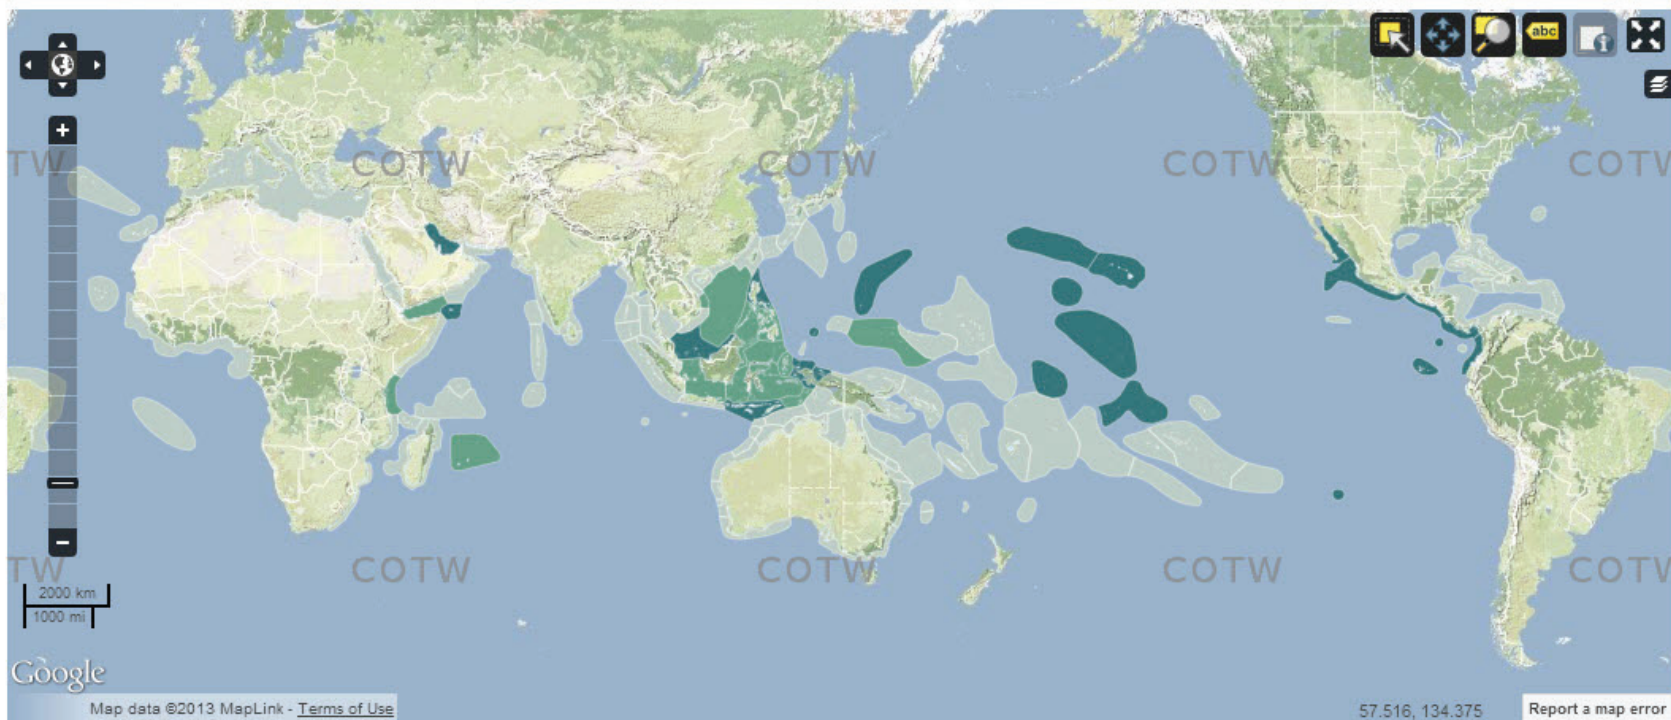 abc
TW COTW COTW COTW COTW
TW COTW COTW COTW COTW
2000 km
1000 mi
Google
Map data ©2013 MapLink - Terms of Use
57.516, 134.375
Report a map error